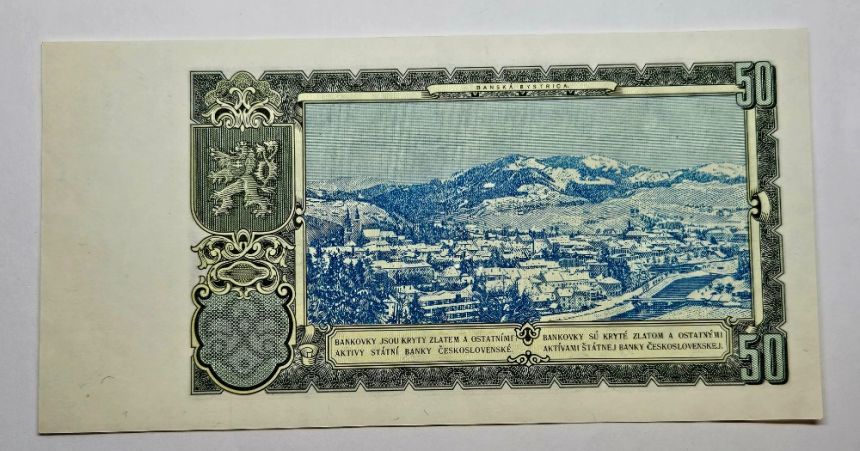 BANSKÁ BYSTRICA.
50
BANKOVKY JSOU KRYTY ZLATEM A OSTATNÍMI
AKTIVY STÁTNÍ BANKY ČESKOSLOVENSKÉ.
BANKOVKY SÚ KRYTÉ ZLATOM A OSTATNÝMI
AKTÍVAMI ŠTÁTNEJ BANKY ČESKOSLOVENSKEJ.
50